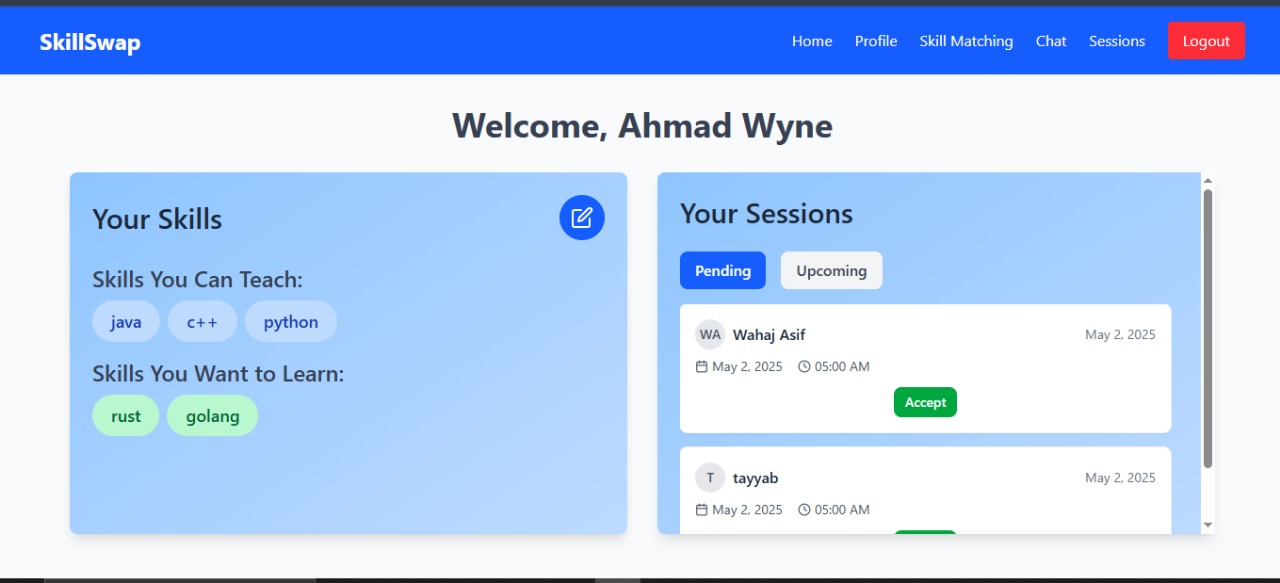 SkillSwap
Home Profile Skill Matching Chat Sessions Logout
Welcome, Ahmad Wyne
Your Skills
Skills You Can Teach:
java c++ python
Skills You Want to Learn:
rust golang
Your Sessions
Pending Upcoming
WA Wahaj Asif May 2, 2025
May 2, 2025 05:00 AM
Accept
T tayyab May 2, 2025
May 2, 2025 05:00 AM